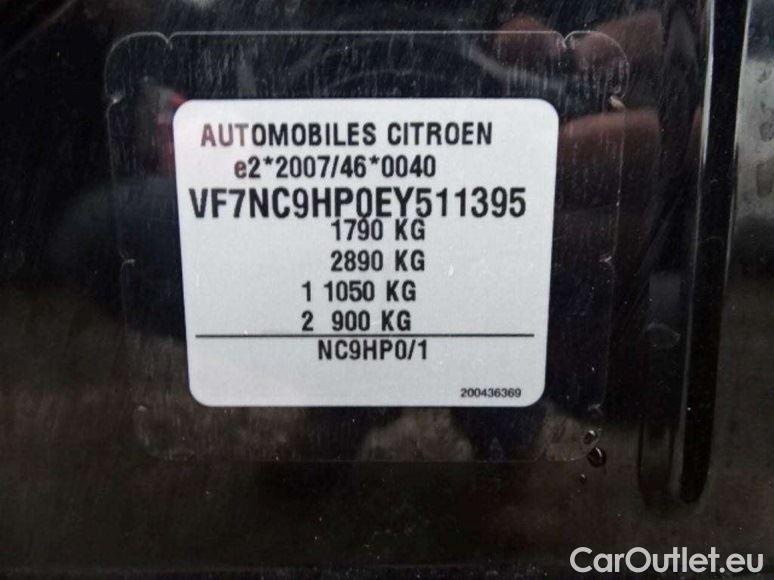 AUTOMOBILES CITROEN
e2*2007/46*0040
VF7NC9HP0EY511395
1790 KG
2890 KG
1 1050 KG
2 900 KG
NC9HP0/1
200436369
CarOutlet.eu